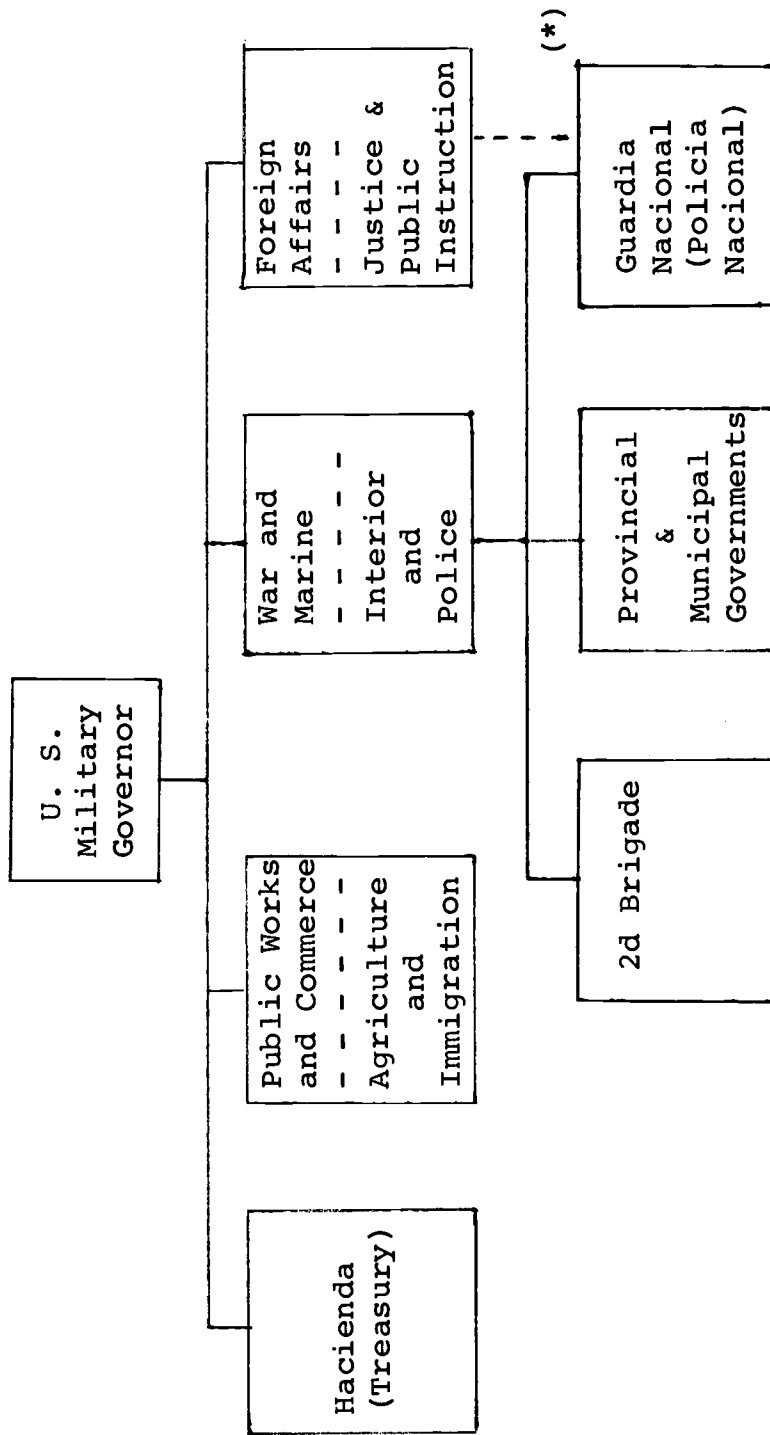 U. S.
Military
Governor
Hacienda
(Treasury)
Public Works
and Commerce
- - - - - -
Agriculture
and
Immigration
War and
Marine
- - - - -
Interior
and
Police
Foreign
Affairs
- - - -
Justice &
Public
Instruction
2d Brigade
Provincial
&
Municipal
Governments
Guardia
Nacional
(Policia
Nacional)
(*)